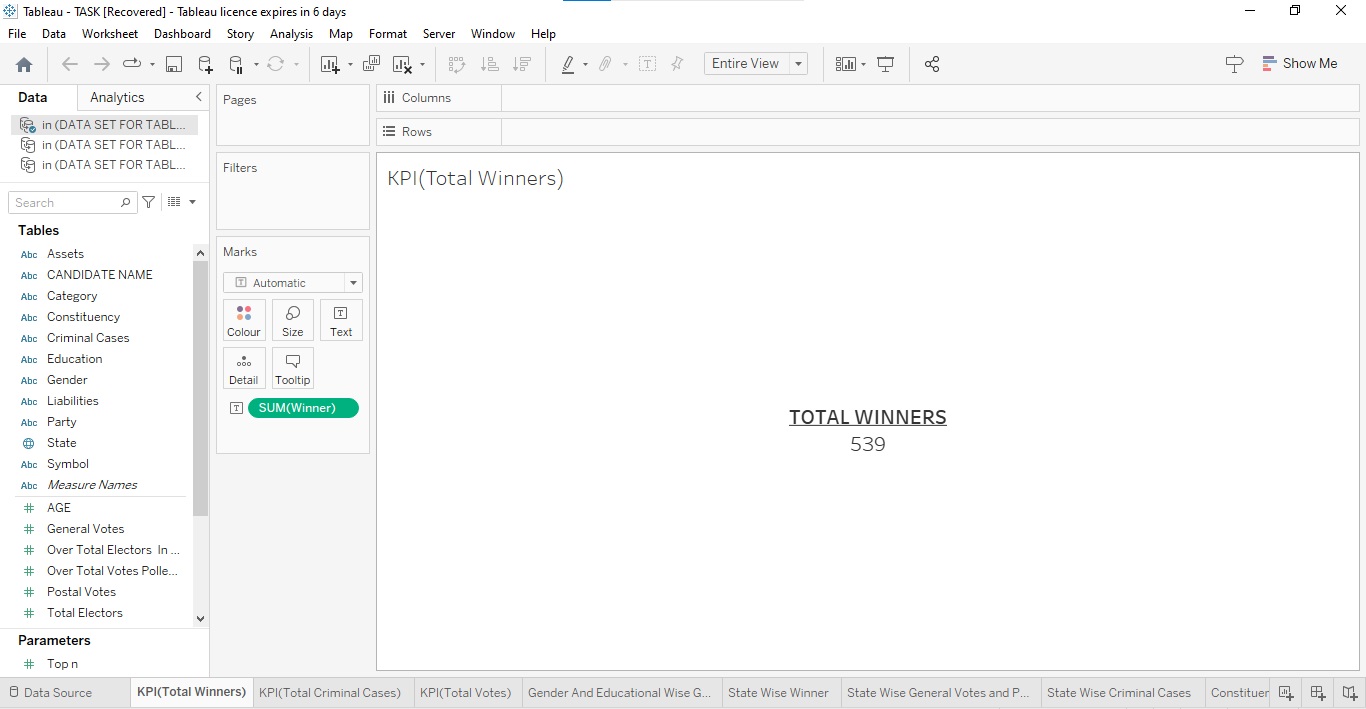 Tableau - TASK [Recovered] - Tableau licence expires in 6 days
File Data Worksheet Dashboard Story Analysis Map Format Server Window Help
Entire View
Show Me
Data Analytics
in (DATA SET FOR TABL...
in (DATA SET FOR TABL...
in (DATA SET FOR TABL...
Search
Tables
Abc Assets
Abc CANDIDATE NAME
Abc Category
Abc Constituency
Abc Criminal Cases
Abc Education
Abc Gender
Abc Liabilities
Abc Party
State
Abc Symbol
Abc Measure Names
# AGE
# General Votes
# Over Total Electors In ...
# Over Total Votes Polle...
# Postal Votes
# Total Electors
Parameters
# Top n
Pages
Filters
Marks
T Automatic
Colour Size Text
Detail Tooltip
T SUM(Winner)
Columns
Rows
KPI(Total Winners)
TOTAL WINNERS
539
Data Source KPI(Total Winners) KPI(Total Criminal Cases) KPI(Total Votes) Gender And Educational Wise G... State Wise Winner State Wise General Votes and P... State Wise Criminal Cases Constituer